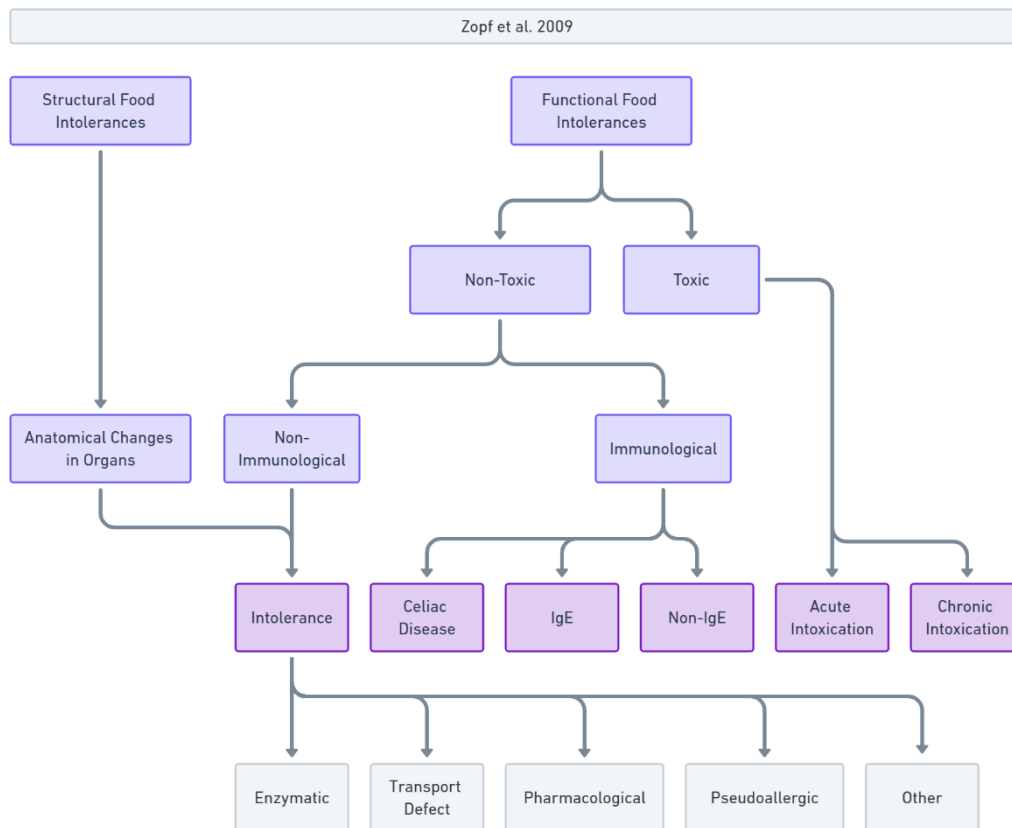 Zopf et al. 2009
Structural Food
Intolerances
Functional Food
Intolerances
Non-Toxic
Toxic
Anatomical Changes
in Organs
Non-
Immunological
Immunological
Intolerance
Celiac
Disease
IgE
Non-IgE
Acute
Intoxication
Chronic
Intoxication
Enzymatic
Transport
Defect
Pharmacological
Pseudoallergic
Other